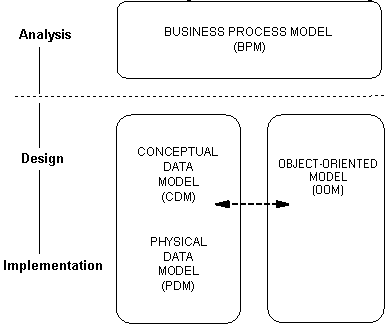 Analysis
BUSINESS PROCESS MODEL
(BPM)
Design
CONCEPTUAL
DATA
MODEL
(CDM)
OBJECT-ORIENTED
MODEL
(OOM)
PHYSICAL
DATA
MODEL
(PDM)
Implementation